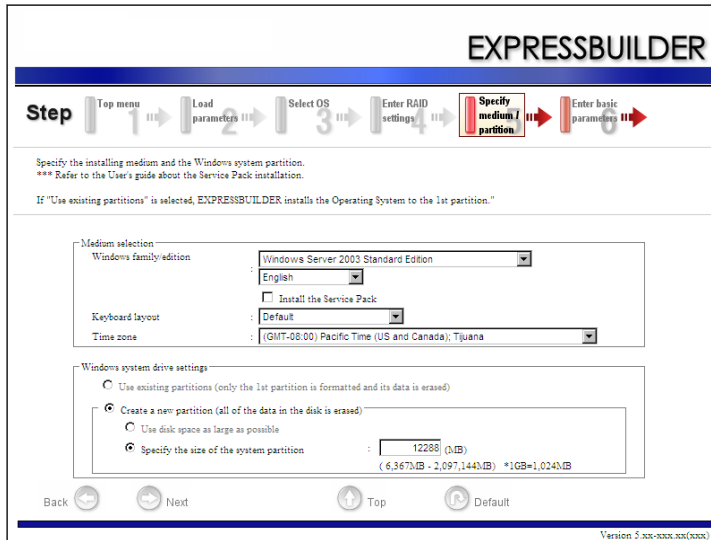 EXPRESSBUILDER
Step
Top menu 1
Load parameters 2
Select OS 3
Enter RAID settings 4
Specify medium / partition 5
Enter basic parameters 6
Specify the installing medium and the Windows system partition.
*** Refer to the User's guide about the Service Pack installation.
If "Use existing partitions" is selected, EXPRESSBUILDER installs the Operating System to the 1st partition."
Medium selection
Windows family/edition : Windows Server 2003 Standard Edition
English
Install the Service Pack
Keyboard layout : Default
Time zone : (GMT-08:00) Pacific Time (US and Canada); Tijuana
Windows system drive settings
Use existing partitions (only the 1st partition is formatted and its data is erased)
Create a new partition (all of the data in the disk is erased)
Use disk space as large as possible
Specify the size of the system partition : 12288 (MB)
( 6,367MB - 2,097,144MB) *1GB=1,024MB
Back Next Top Default
Version 5.xx-xxx.xx(xxx)